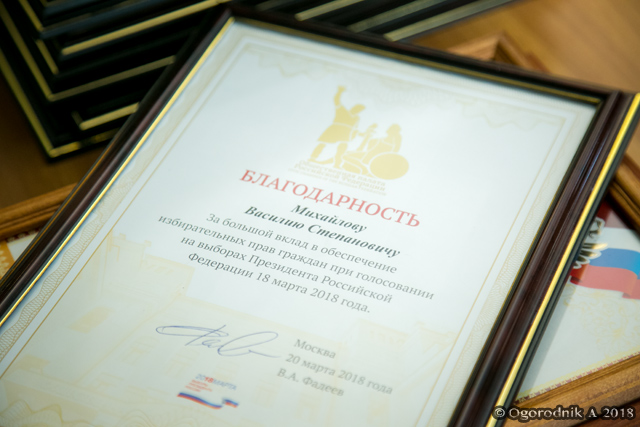 БЛАГОДАРНОСТЬ
Михайлову
Василию Степановичу
За большой вклад в обеспечение
избирательных прав граждан при голосовании
на выборах Президента Российской
Федерации 18 марта 2018 года.
Москва
20 марта 2018 года
В.А. Фадеев
© Ogorodnik A 2018